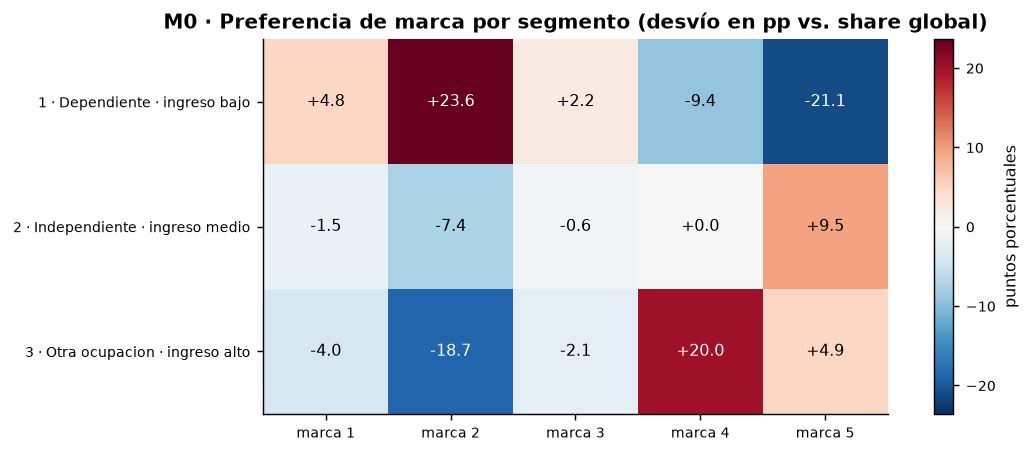 M0 · Preferencia de marca por segmento (desvío en pp vs. share global)
1 · Dependiente · ingreso bajo
+4.8 +23.6 +2.2 -9.4 -21.1
2 · Independiente · ingreso medio
-1.5 -7.4 -0.6 +0.0 +9.5
3 · Otra ocupacion · ingreso alto
-4.0 -18.7 -2.1 +20.0 +4.9
marca 1 marca 2 marca 3 marca 4 marca 5
20
10
0
−10
−20
puntos porcentuales